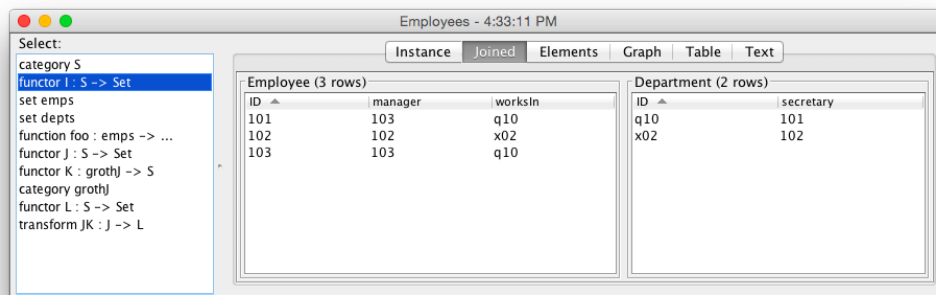 Employees - 4:33:11 PM
Select:
category S
functor I : S -> Set
set emps
set depts
function foo : emps -> ...
functor J : S -> Set
functor K : grothJ -> S
category grothJ
functor L : S -> Set
transform JK : J -> L
Instance Joined Elements Graph Table Text
Employee (3 rows)
ID manager worksIn
101 103 q10
102 102 x02
103 103 q10
Department (2 rows)
ID secretary
q10 101
x02 102